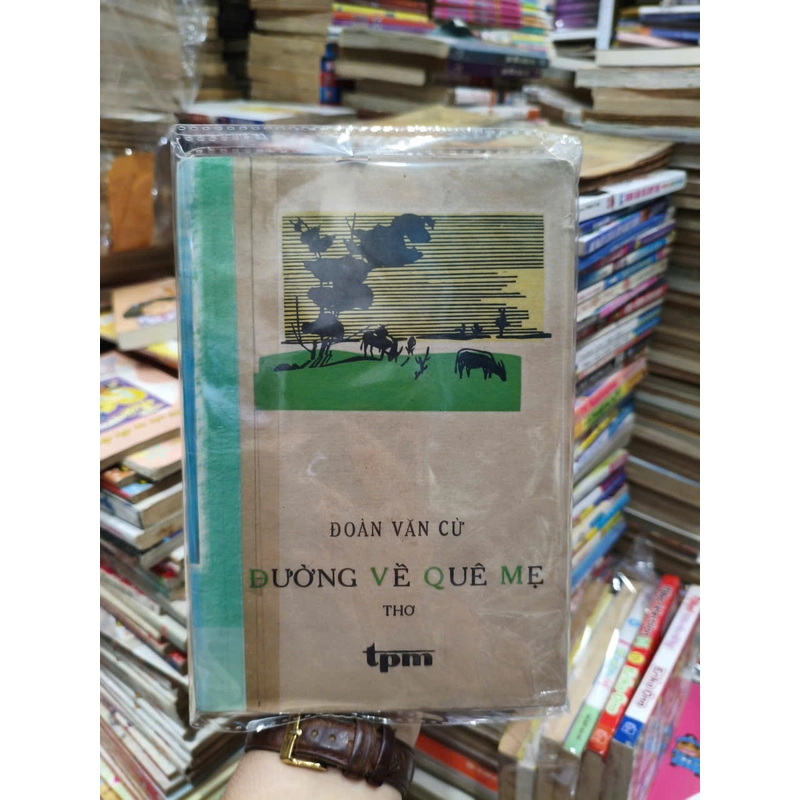 ĐOÀN VĂN CỪ
ĐƯỜNG VỀ QUÊ MẸ
THƠ
tpm